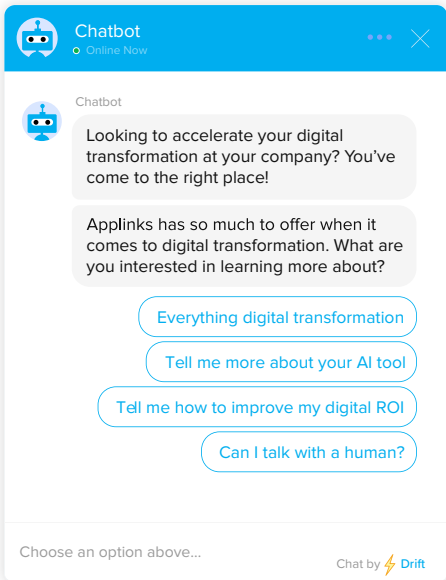 Chatbot
Online Now
Chatbot
Looking to accelerate your digital
transformation at your company? You’ve
come to the right place!
Applinks has so much to offer when it
comes to digital transformation. What are
you interested in learning more about?
Everything digital transformation
Tell me more about your AI tool
Tell me how to improve my digital ROI
Can I talk with a human?
Choose an option above...
Chat by Drift